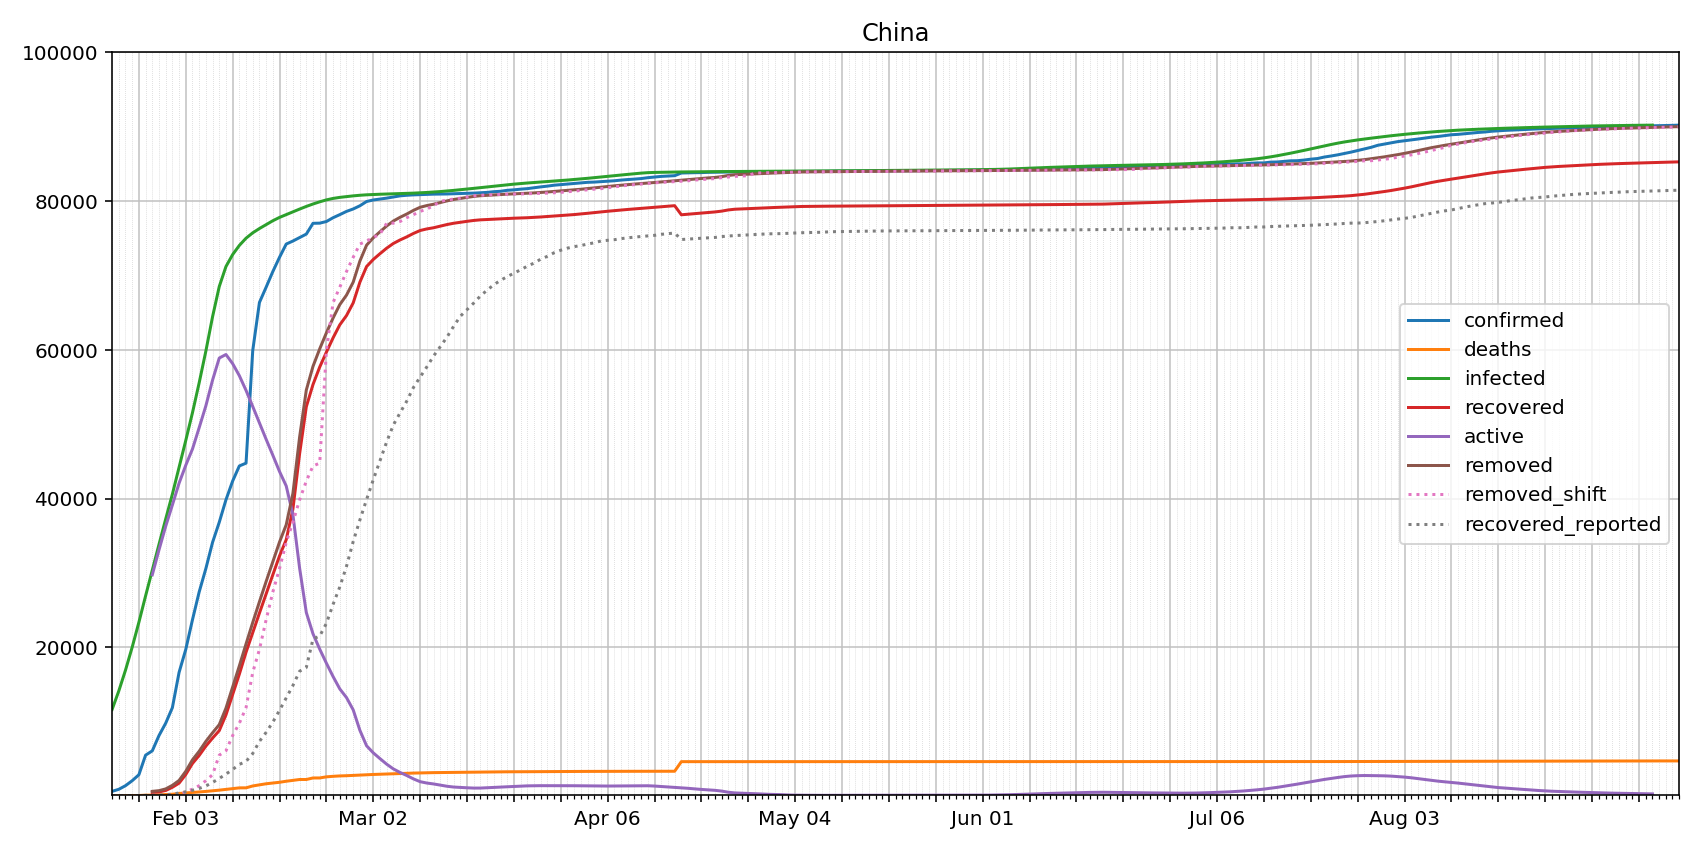 China
100000
80000
60000
40000
20000
confirmed
deaths
infected
recovered
active
removed
removed_shift
recovered_reported
Feb 03 Mar 02 Apr 06 May 04 Jun 01 Jul 06 Aug 03